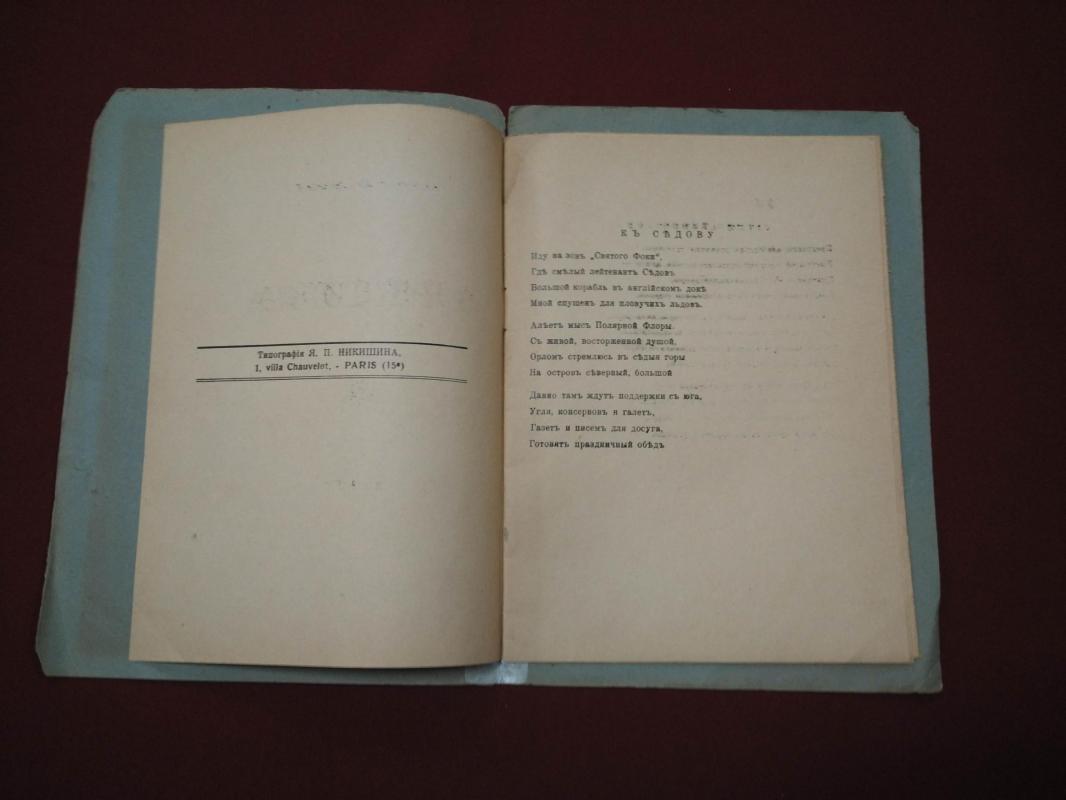 Типографія Я. П. НИКИШИНА,
1, villa Chauvelot, - PARIS (15e)
КЪ СѢДОВУ
Иду на зовъ „Святого Фоки“,
Гдѣ смѣлый лейтенантъ Сѣдовъ
Большой корабль въ англійскомъ докѣ
Мной спущенъ для пловучихъ льдовъ.
Алѣетъ мысъ Полярной Флоры.
Съ живой, восторженной душой,
Орломъ стремлюсь въ сѣдыя горы
На островъ сѣверный, большой
Давно тамъ ждутъ поддержки съ юга,
Угля, консервовъ и галетъ,
Газетъ и писемъ для досуга,
Готовятъ праздничный обѣдъ